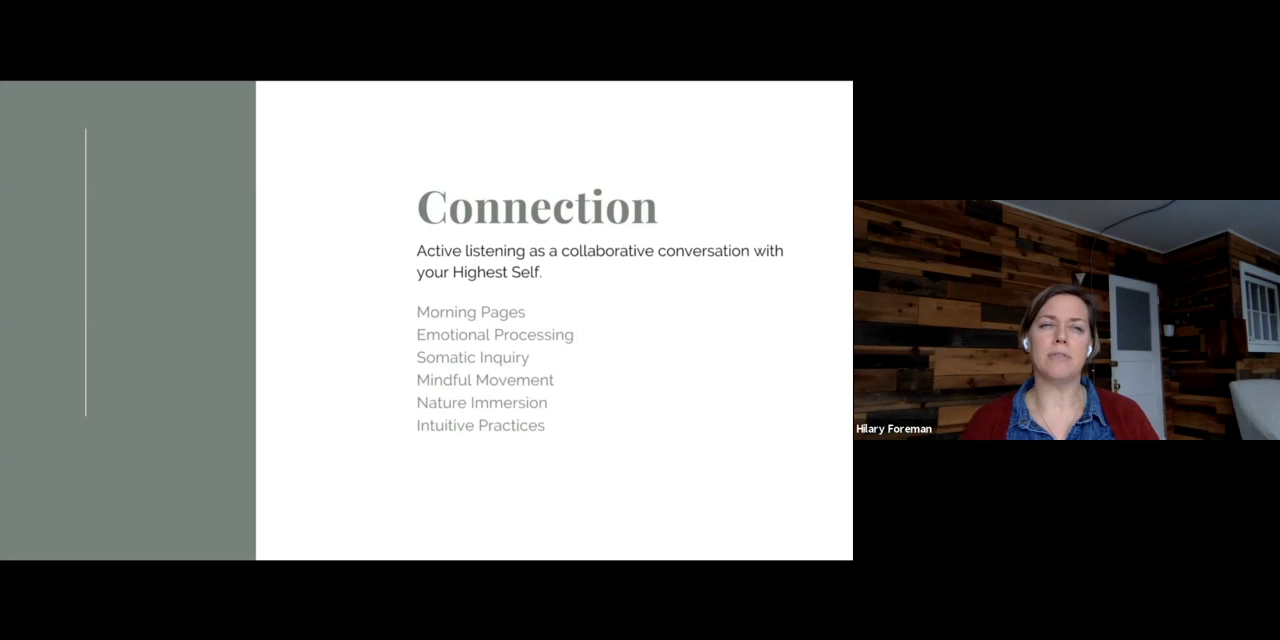 Connection
Active listening as a collaborative conversation with
your Highest Self.
Morning Pages
Emotional Processing
Somatic Inquiry
Mindful Movement
Nature Immersion
Intuitive Practices
Hilary Foreman